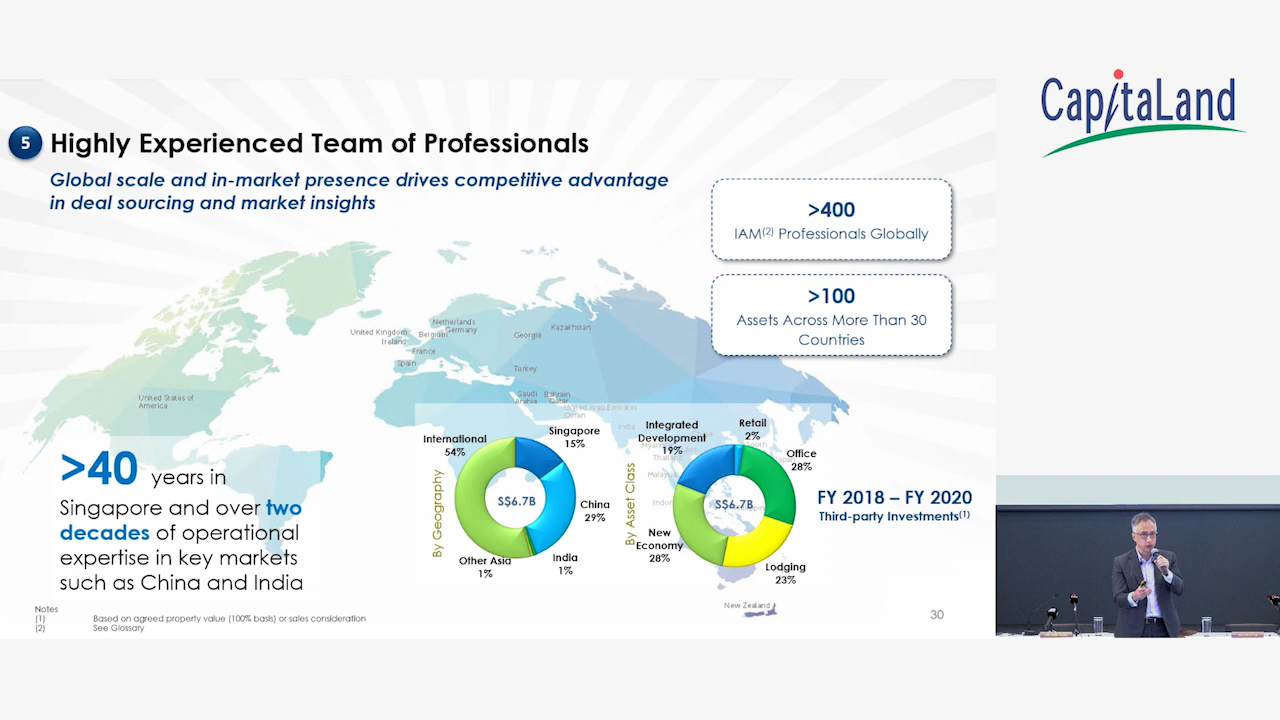 CapitaLand
5 Highly Experienced Team of Professionals
Global scale and in-market presence drives competitive advantage
in deal sourcing and market insights
>400
IAM(2) Professionals Globally
>100
Assets Across More Than 30
Countries
United Kingdom
Ireland
Netherlands
Belgium
Germany
France
Spain
Georgia
Kazakhstan
Turkey
Saudi
Arabia
Bahrain
Qatar
United Arab Emirates
Oman
India
United States of
America
>40 years in
Singapore and over two
decades of operational
expertise in key markets
such as China and India
By Geography
International
54%
Singapore
15%
S$6.7B
China
29%
Other Asia
1%
India
1%
By Asset Class
Integrated
Development
19%
Retail
2%
Office
28%
S$6.7B
New
Economy
28%
Lodging
23%
New Zealand
FY 2018 – FY 2020
Third-party Investments(1)
Notes
(1) Based on agreed property value (100% basis) or sales consideration
(2) See Glossary
30